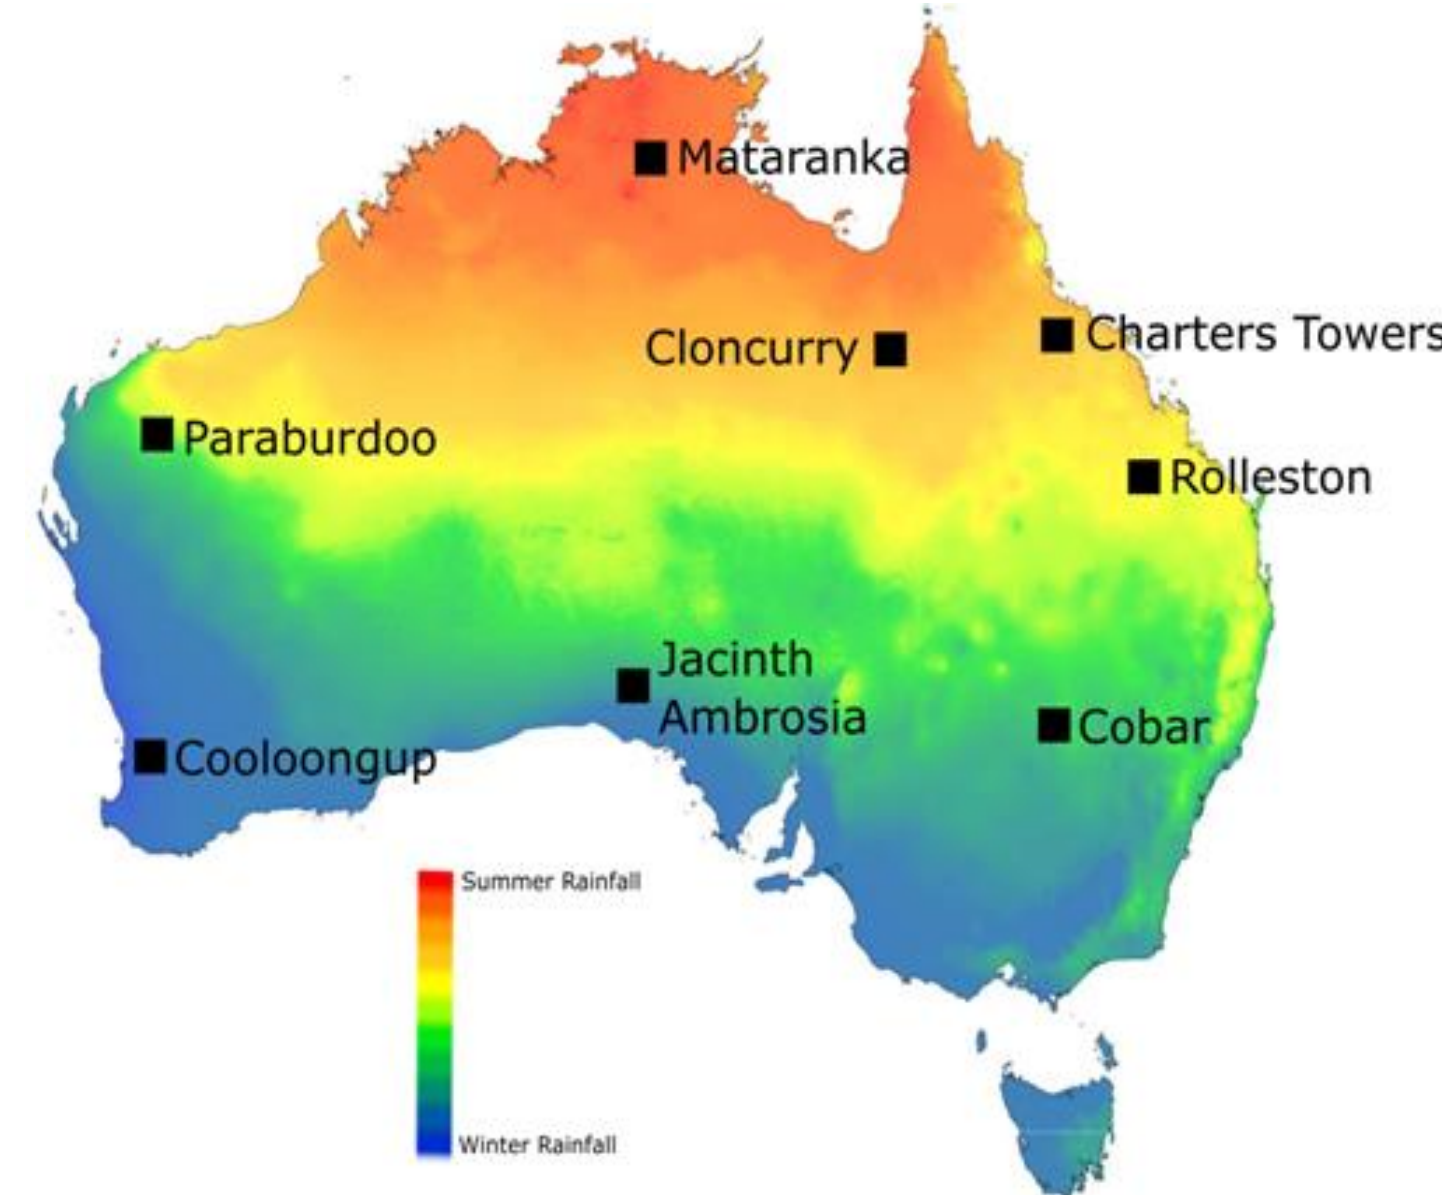 Mataranka
Charters Towers
Cloncurry
Paraburdoo
Rolleston
Jacinth
Ambrosia
Cobar
Cooloongup
Summer Rainfall
Winter Rainfall